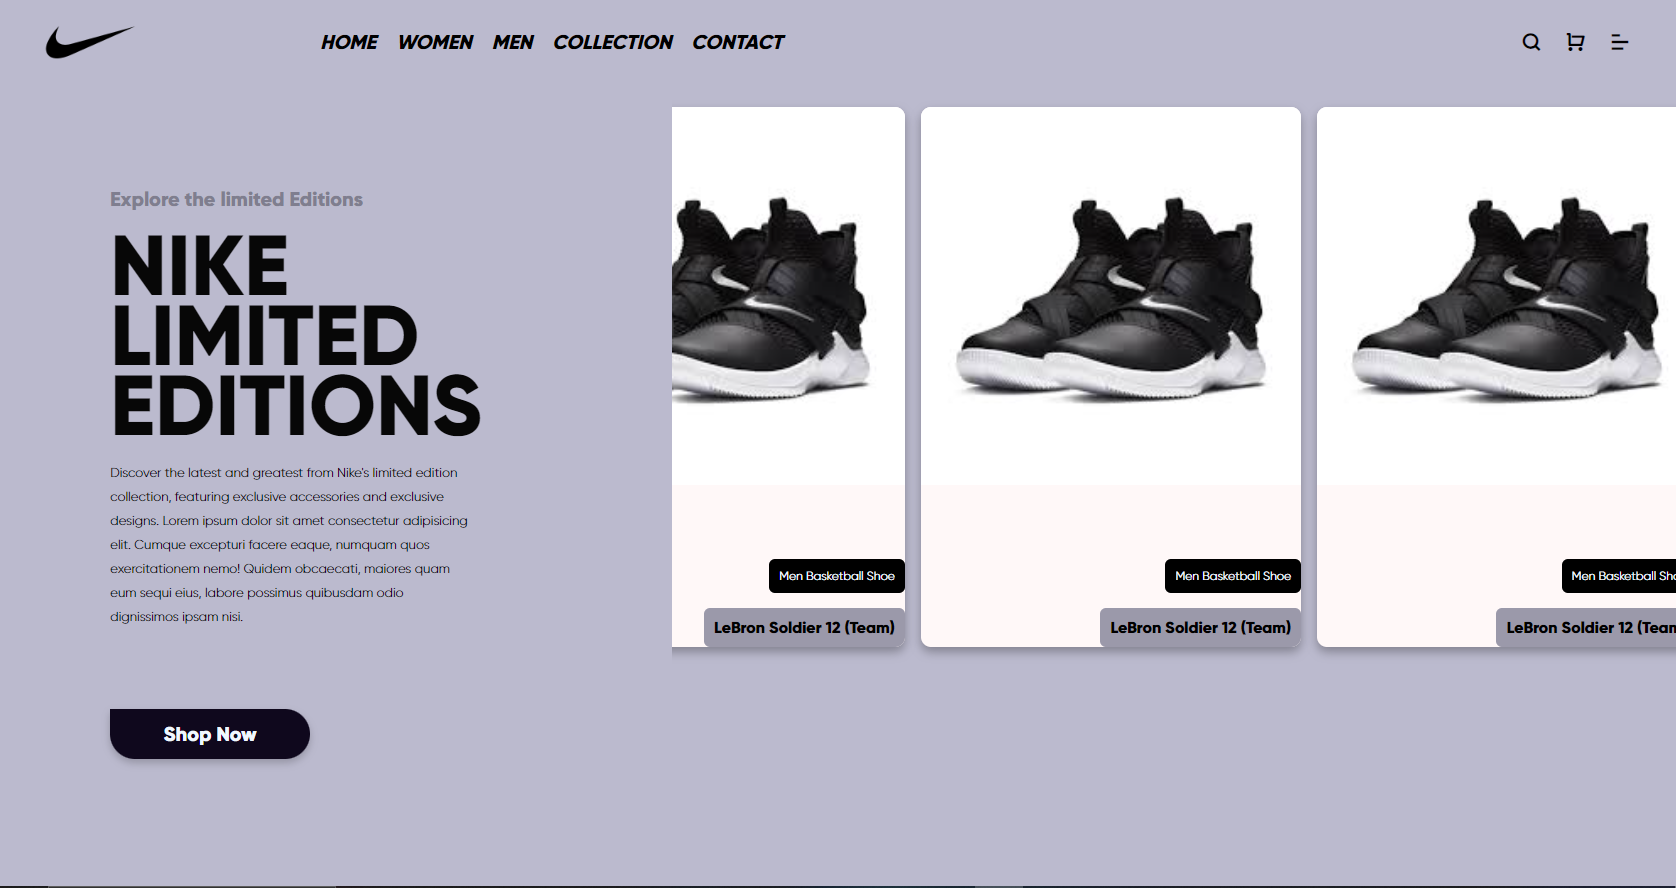 HOME WOMEN MEN COLLECTION CONTACT
Explore the limited Editions
NIKE
LIMITED
EDITIONS
Discover the latest and greatest from Nike's limited edition
collection, featuring exclusive accessories and exclusive
designs. Lorem ipsum dolor sit amet consectetur adipisicing
elit. Cumque excepturi facere eaque, numquam quos
exercitationem nemo! Quidem obcaecati, maiores quam
eum sequi eius, labore possimus quibusdam odio
dignissimos ipsam nisi.
Shop Now
Men Basketball Shoe
LeBron Soldier 12 (Team)
Men Basketball Shoe
LeBron Soldier 12 (Team)
Men Basketball Sho
LeBron Soldier 12 (Team